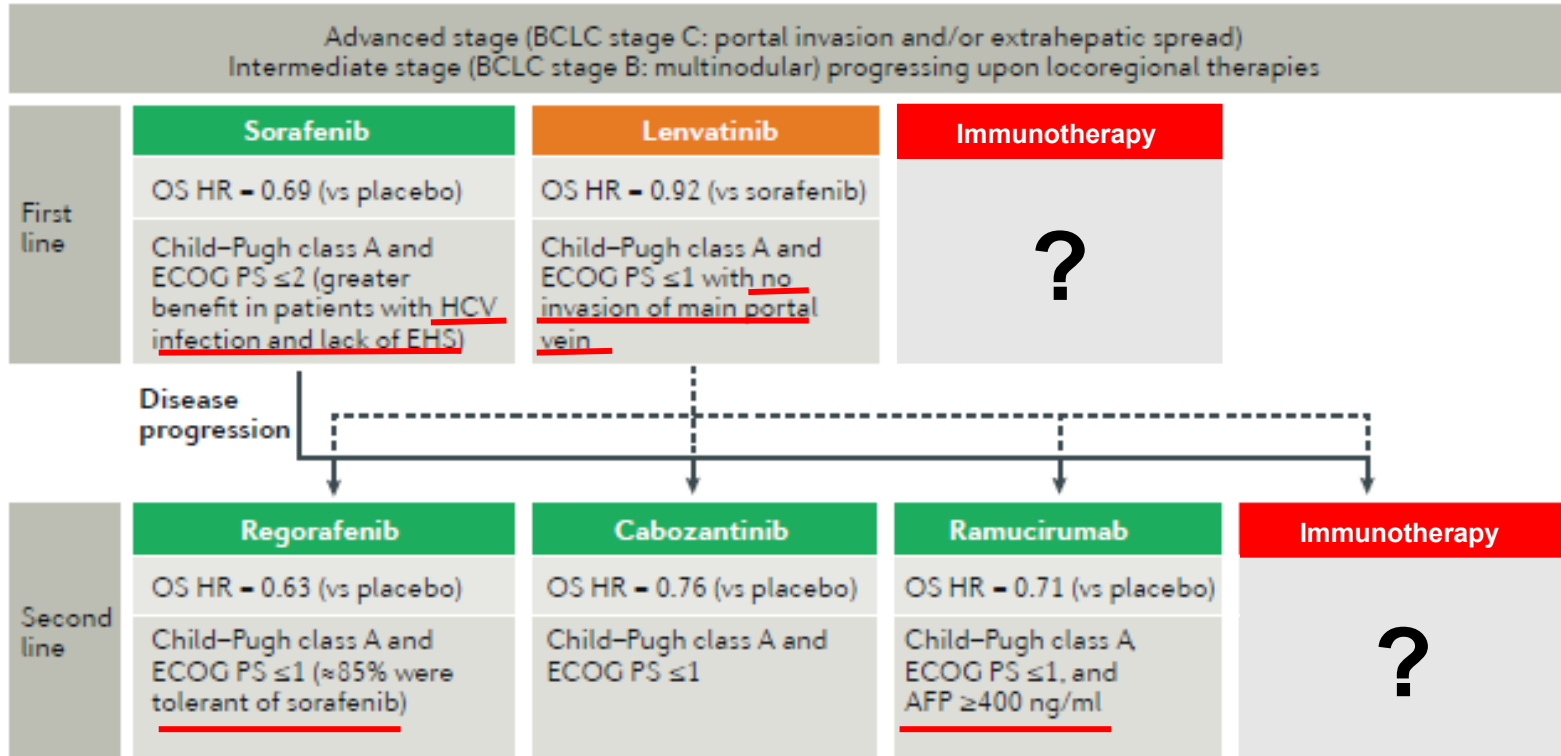 Advanced stage (BCLC stage C: portal invasion and/or extrahepatic spread)
Intermediate stage (BCLC stage B: multinodular) progressing upon locoregional therapies
First
line
Sorafenib
OS HR = 0.69 (vs placebo)
Child–Pugh class A and
ECOG PS ≤2 (greater
benefit in patients with HCV
infection and lack of EHS)
Lenvatinib
OS HR = 0.92 (vs sorafenib)
Child–Pugh class A and
ECOG PS ≤1 with no
invasion of main portal
vein
Immunotherapy
?
Disease
progression
Second
line
Regorafenib
OS HR = 0.63 (vs placebo)
Child–Pugh class A and
ECOG PS ≤1 (≈85% were
tolerant of sorafenib)
Cabozantinib
OS HR = 0.76 (vs placebo)
Child–Pugh class A and
ECOG PS ≤1
Ramucirumab
OS HR = 0.71 (vs placebo)
Child–Pugh class A,
ECOG PS ≤1, and
AFP ≥400 ng/ml
Immunotherapy
?